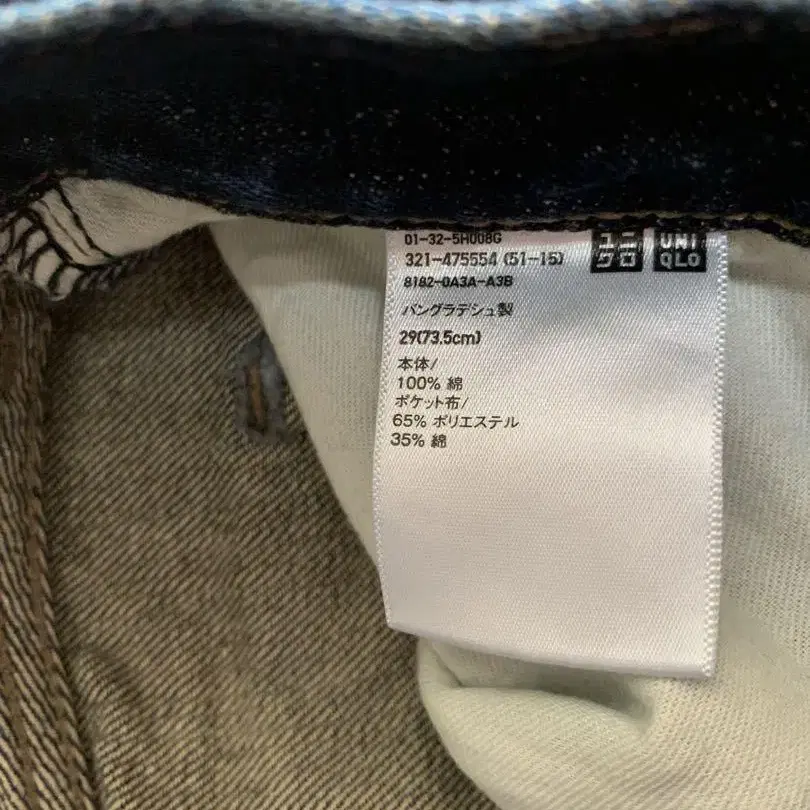 01-32-5H008G
ユニ
クロ
UNI
QLO
321-475554 (51-15)
8182-0A3A-A3B
バングラデシュ製
29(73.5cm)
本体/
100% 綿
ポケット布/
65% ポリエステル
35% 綿